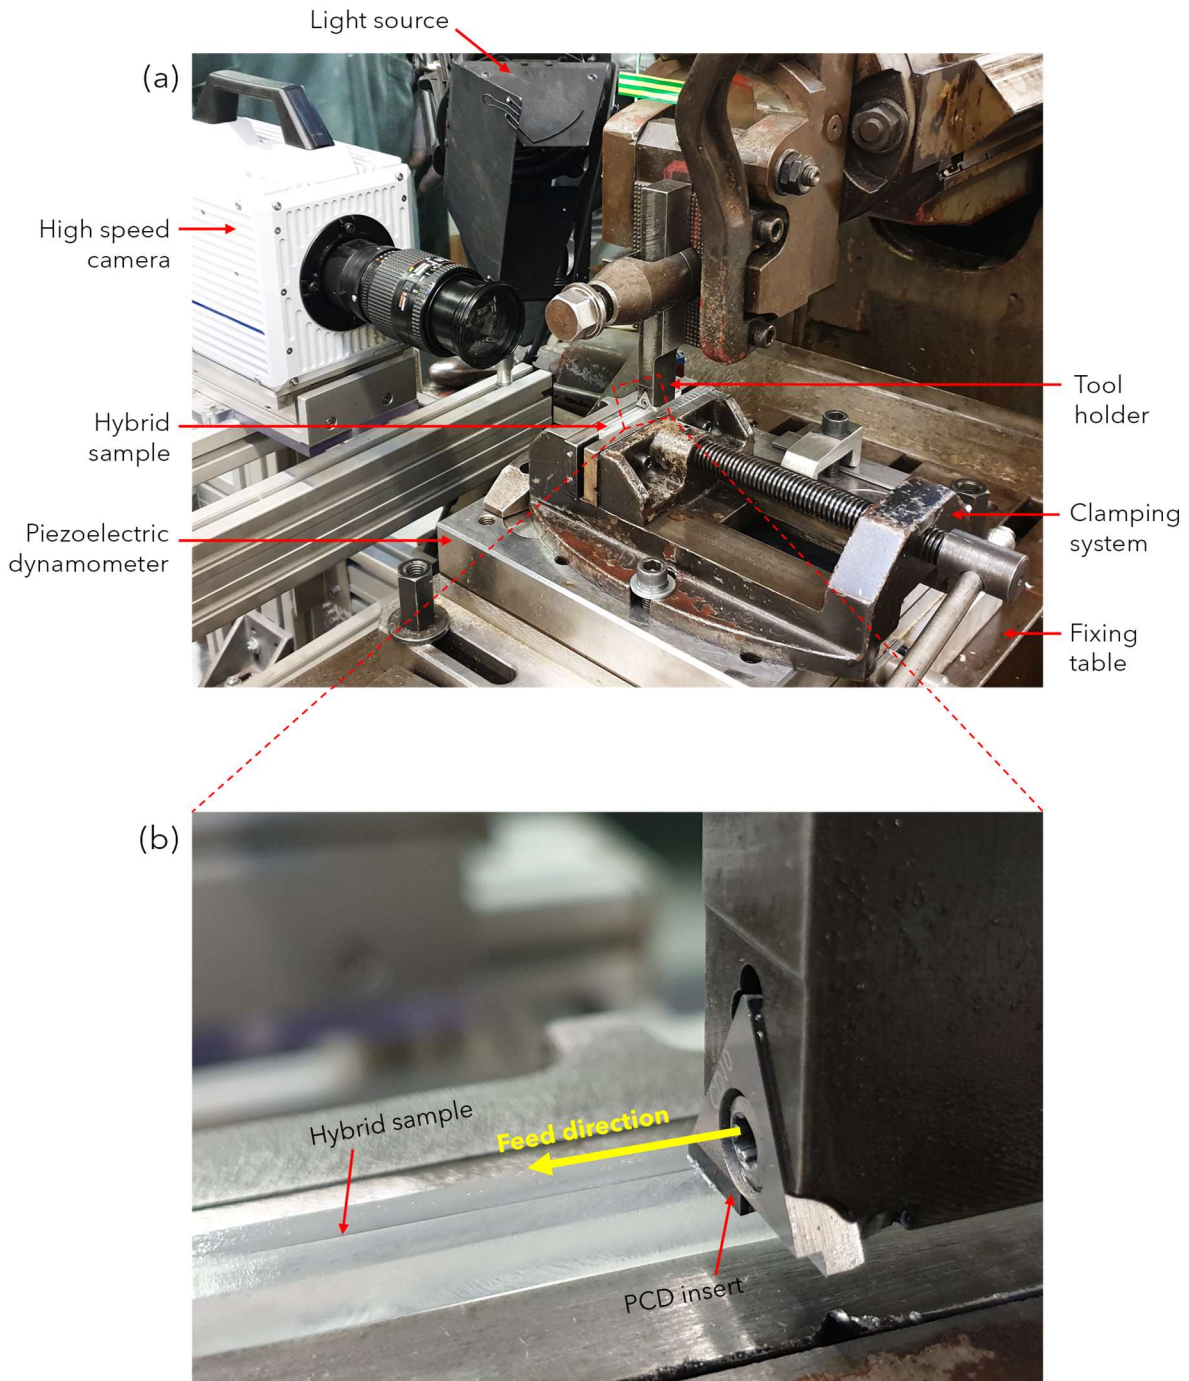 Light source
(a)
High speed
camera
Tool
holder
Hybrid
sample
Clamping
system
Piezoelectric
dynamometer
Fixing
table
(b)
Hybrid sample
Feed direction
PCD insert